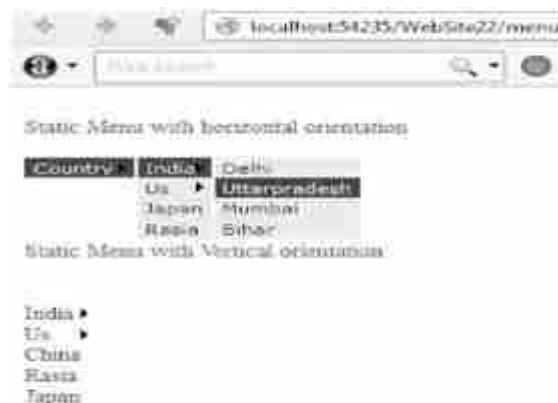 localhost:54235/WebSite22/menu
Static Menu with horizontal orientation
Country India Delhi
Us Uttarpradesh
Japan Mumbai
Rasia Bihar
Static Menu with Vertical orientation
India
Us
China
Rasia
Japan